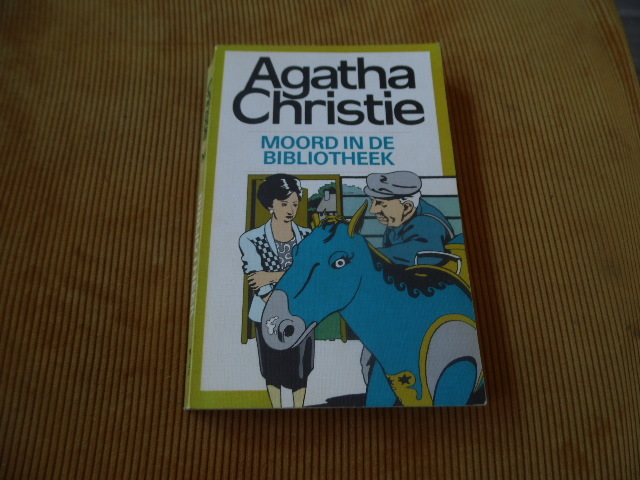 Agatha
Christie
MOORD IN DE
BIBLIOTHEEK